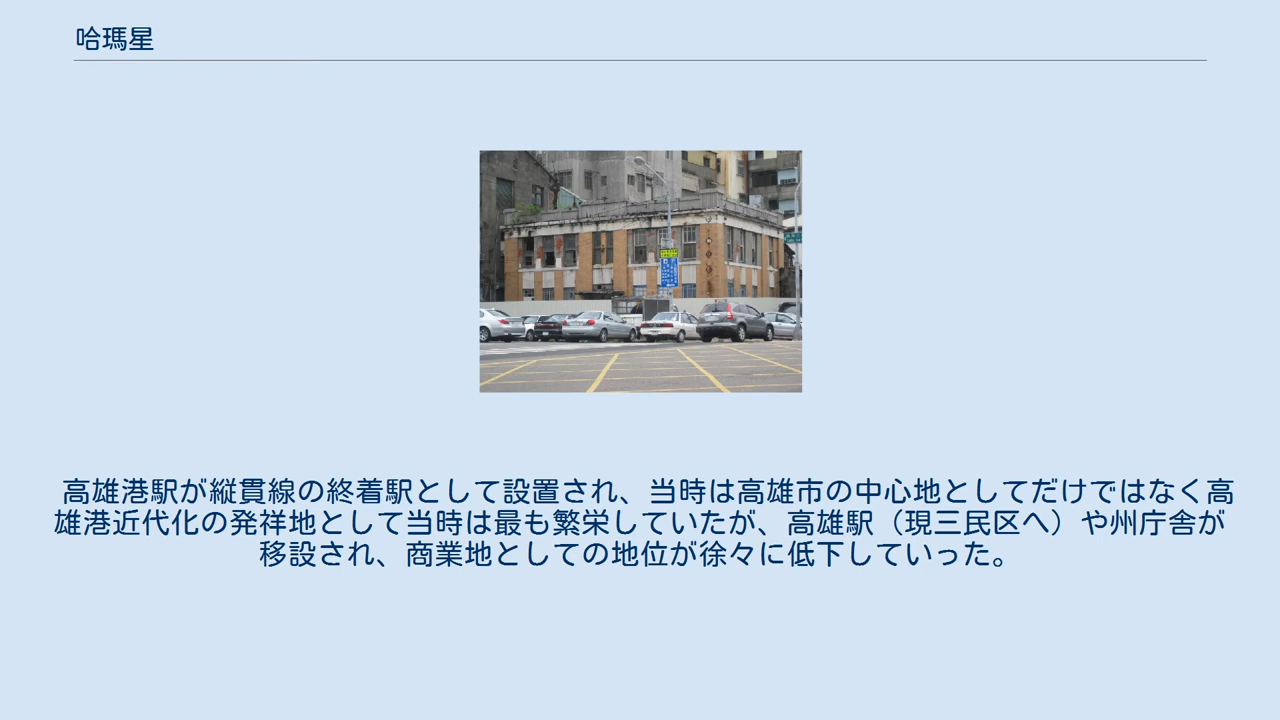 哈瑪星
高雄港駅が縦貫線の終着駅として設置され、当時は高雄市の中心地としてだけではなく高
雄港近代化の発祥地として当時は最も繁栄していたが、高雄駅（現三民区へ）や州庁舎が
移設され、商業地としての地位が徐々に低下していった。